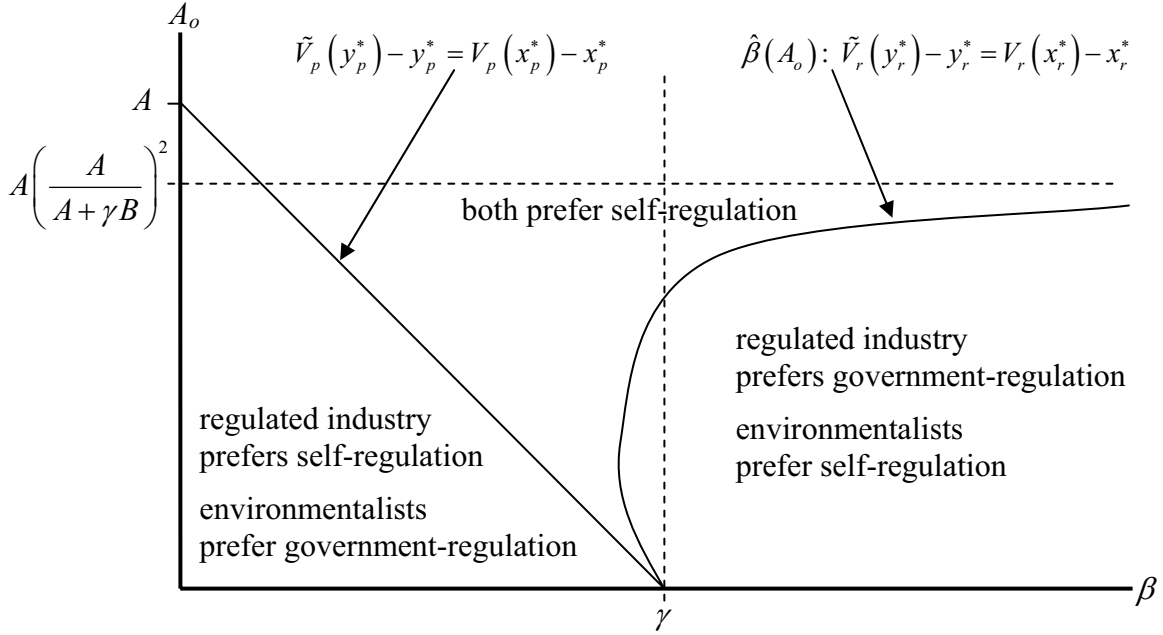 A_o
Ṽ_p(y_p^*) − y_p^* = V_p(x_p^*) − x_p^*
β̂(A_o): Ṽ_r(y_r^*) − y_r^* = V_r(x_r^*) − x_r^*
A
A(A/(A + γB))^2
both prefer self-regulation
regulated industry
prefers government-regulation
environmentalists
prefer self-regulation
regulated industry
prefers self-regulation
environmentalists
prefer government-regulation
γ
β